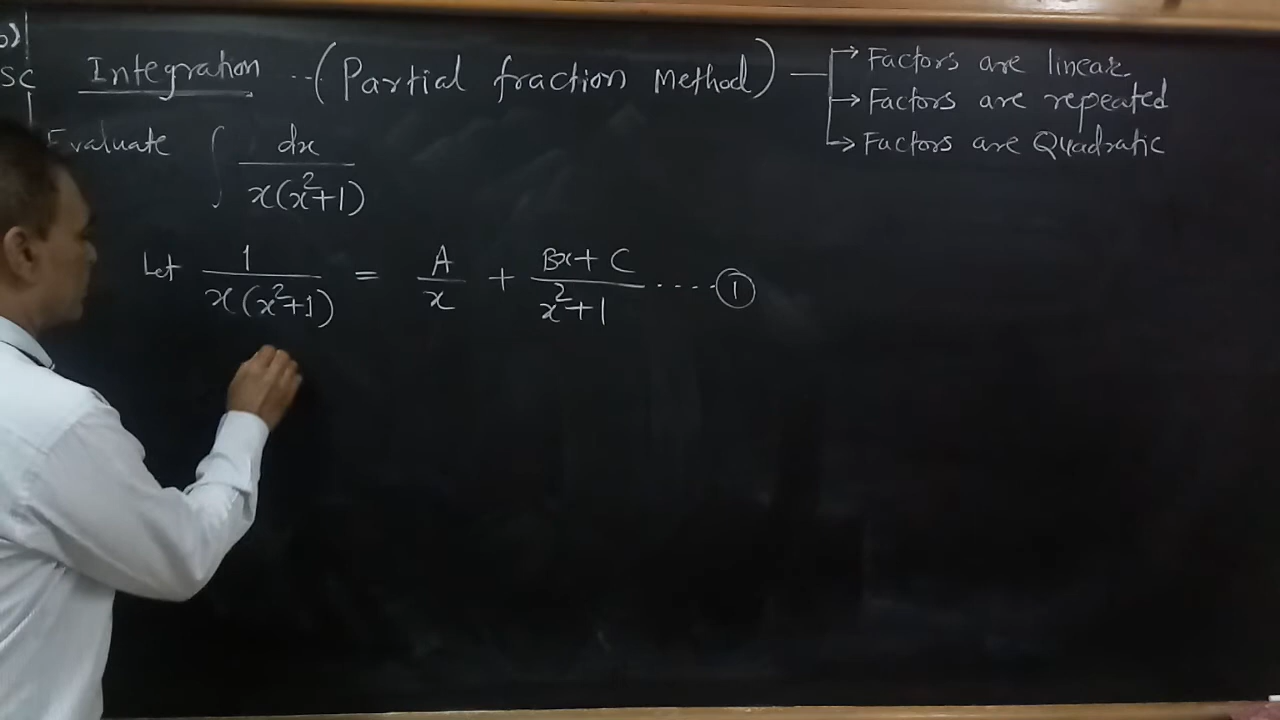 b)
SC
Integration ..(Partial fraction Method)
Factors are linear
Factors are repeated
Factors are Quadratic
Evaluate ∫ dx / x(x²+1)
Let 1 / x(x²+1) = A / x + Bx+C / x²+1 ..... ①